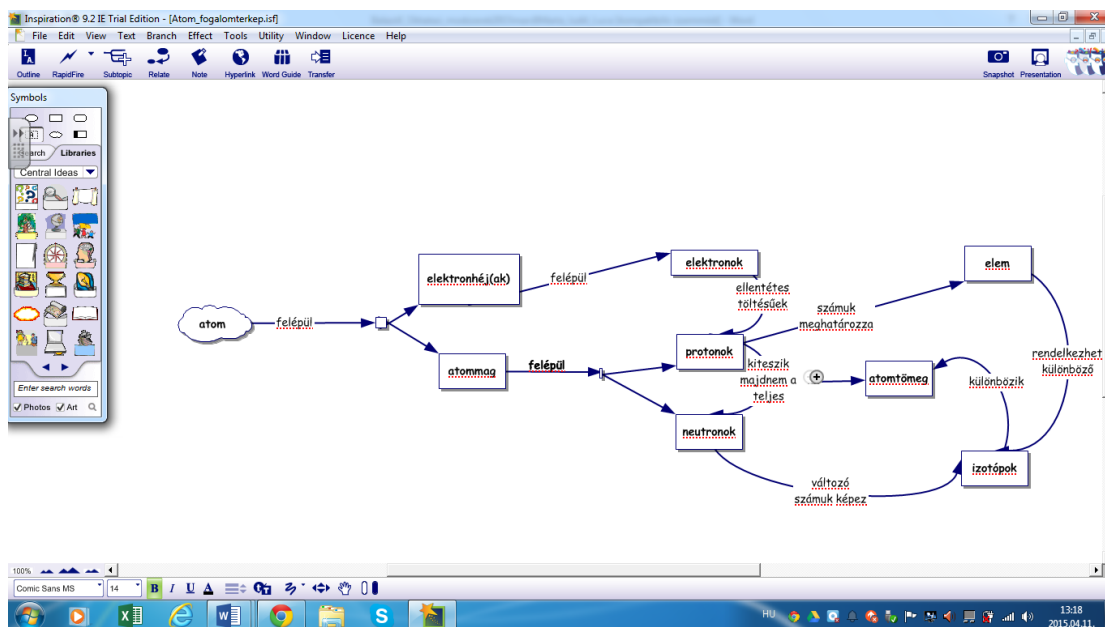 Inspiration® 9.2 IE Trial Edition - [Atom_fogalomterkep.isf]
File Edit View Text Branch Effect Tools Utility Window Licence Help
Outline RapidFire Subtopic Relate Note Hyperlink Word Guide Transfer Snapshot Presentation
Symbols
earch Libraries
Central Ideas
Enter search words
Photos Art
elektronhéj(ak)
felépül
elektronok
elem
ellentétes
töltésűek
atom
felépül
számuk
meghatározza
protonok
rendelkezhet
különböző
atommag
felépül
kiteszik
majdnem a
teljes
atomtömeg
különbözik
neutronok
izotópok
változó
számuk képez
100%
Comic Sans MS 14 B I U A
HU 13:18
2015.04.11.